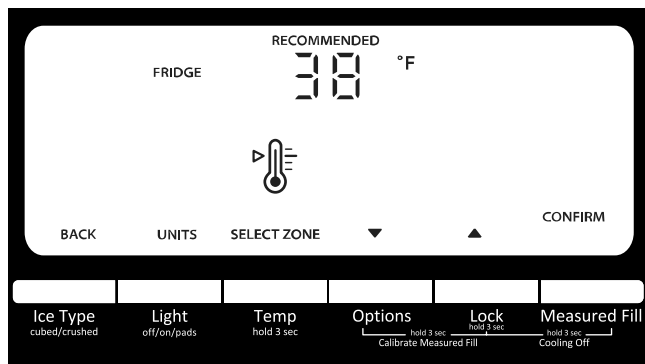 RECOMMENDED
FRIDGE 38 °F
CONFIRM
BACK UNITS SELECT ZONE
Ice Type Light Temp Options Lock Measured Fill
cubed/crushed off/on/pads hold 3 sec hold 3 sec hold 3 sec hold 3 sec
Calibrate Measured Fill Cooling Off